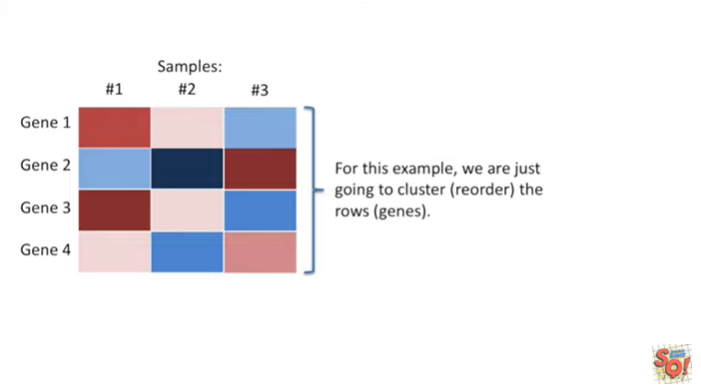 Samples:
#1 #2 #3
Gene 1
Gene 2
Gene 3
Gene 4
For this example, we are just
going to cluster (reorder) the
rows (genes).
SQ!